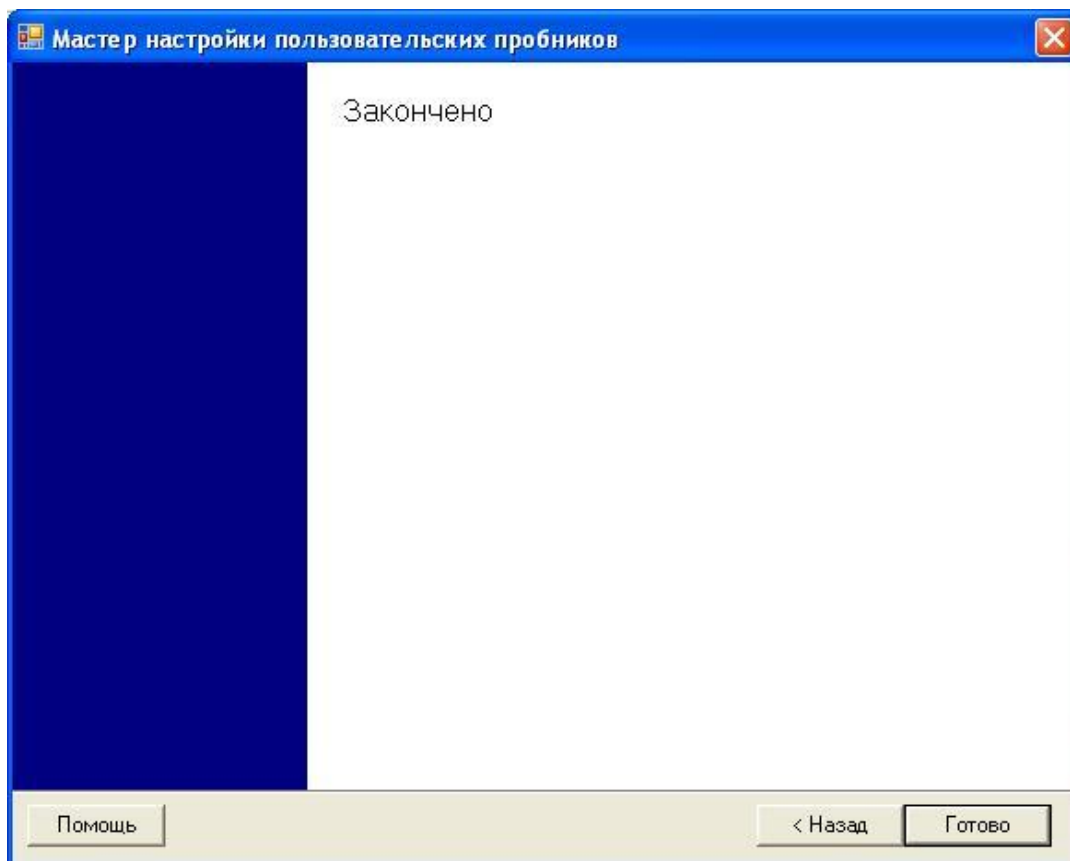 Мастер настройки пользовательских пробников
Закончено
Помощь
< Назад
Готово